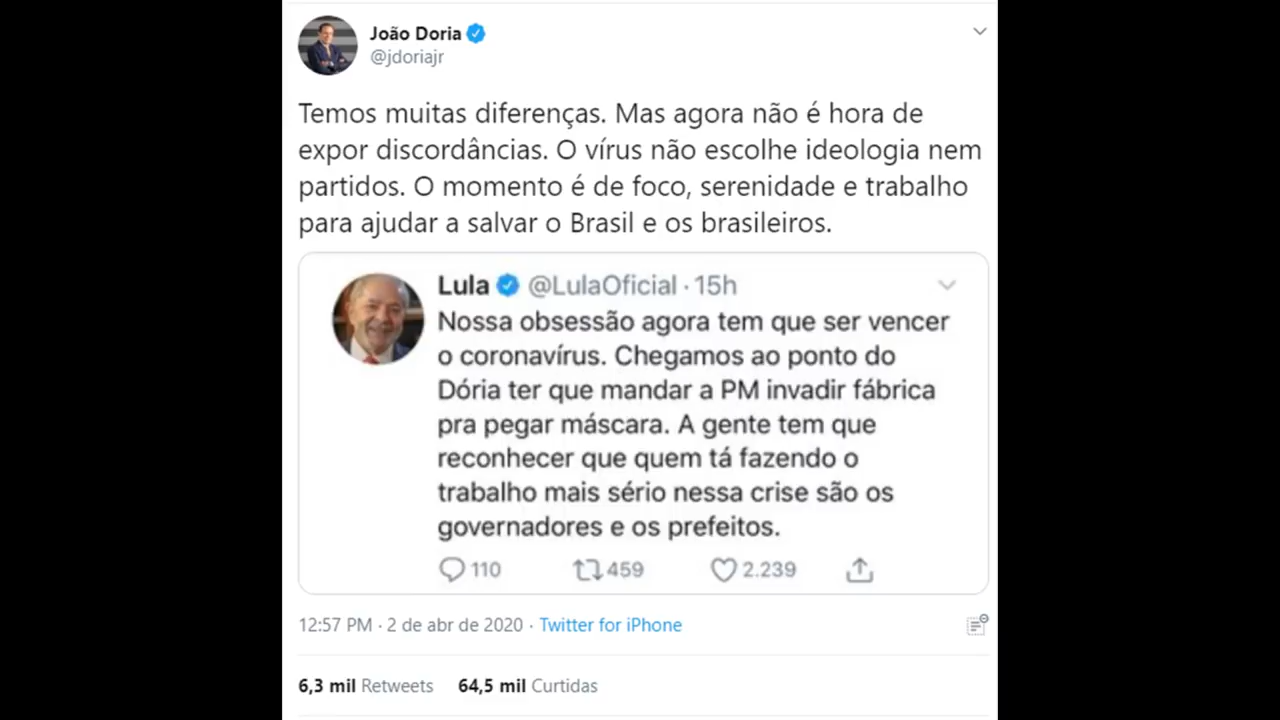 João Doria
@jdoriajr
Temos muitas diferenças. Mas agora não é hora de
expor discordâncias. O vírus não escolhe ideologia nem
partidos. O momento é de foco, serenidade e trabalho
para ajudar a salvar o Brasil e os brasileiros.
Lula @LulaOficial · 15h
Nossa obsessão agora tem que ser vencer
o coronavírus. Chegamos ao ponto do
Dória ter que mandar a PM invadir fábrica
pra pegar máscara. A gente tem que
reconhecer que quem tá fazendo o
trabalho mais sério nessa crise são os
governadores e os prefeitos.
110 459 2.239
12:57 PM · 2 de abr de 2020 · Twitter for iPhone
6,3 mil Retweets 64,5 mil Curtidas